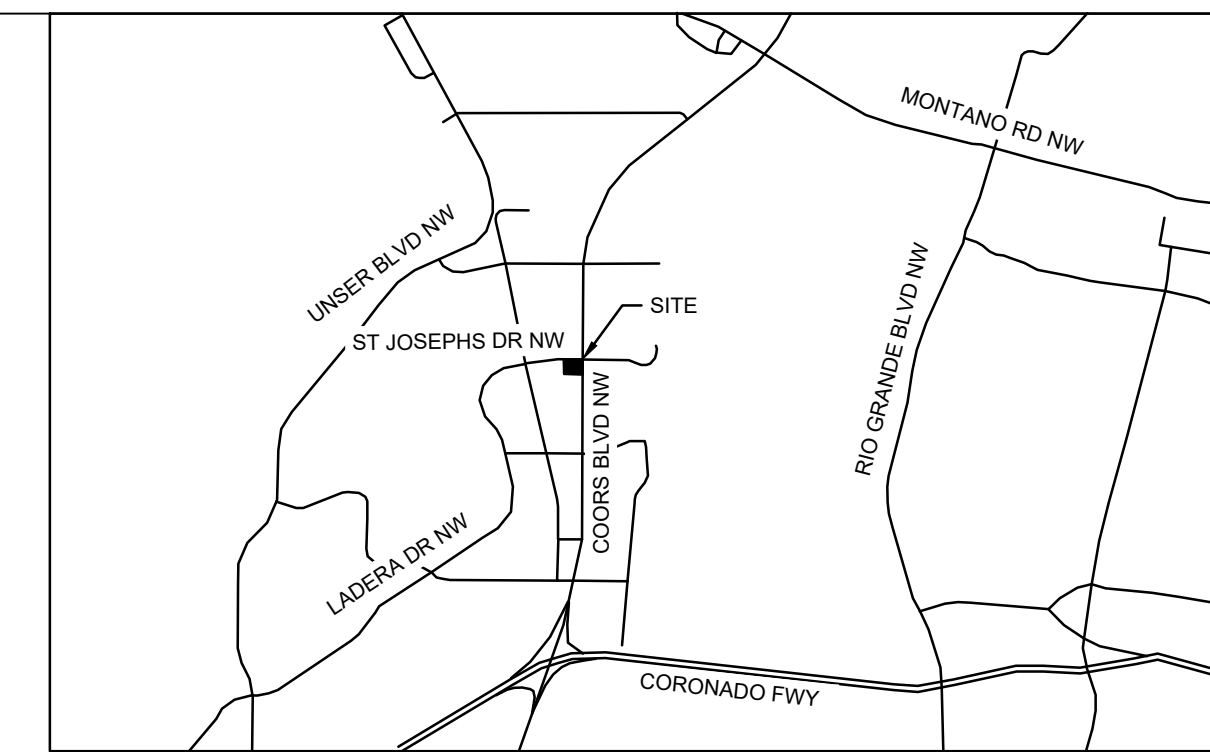 MONTANO RD NW
UNSER BLVD NW
SITE
ST JOSEPHS DR NW
RIO GRANDE BLVD NW
COORS BLVD NW
LADERA DR NW
CORONADO FWY